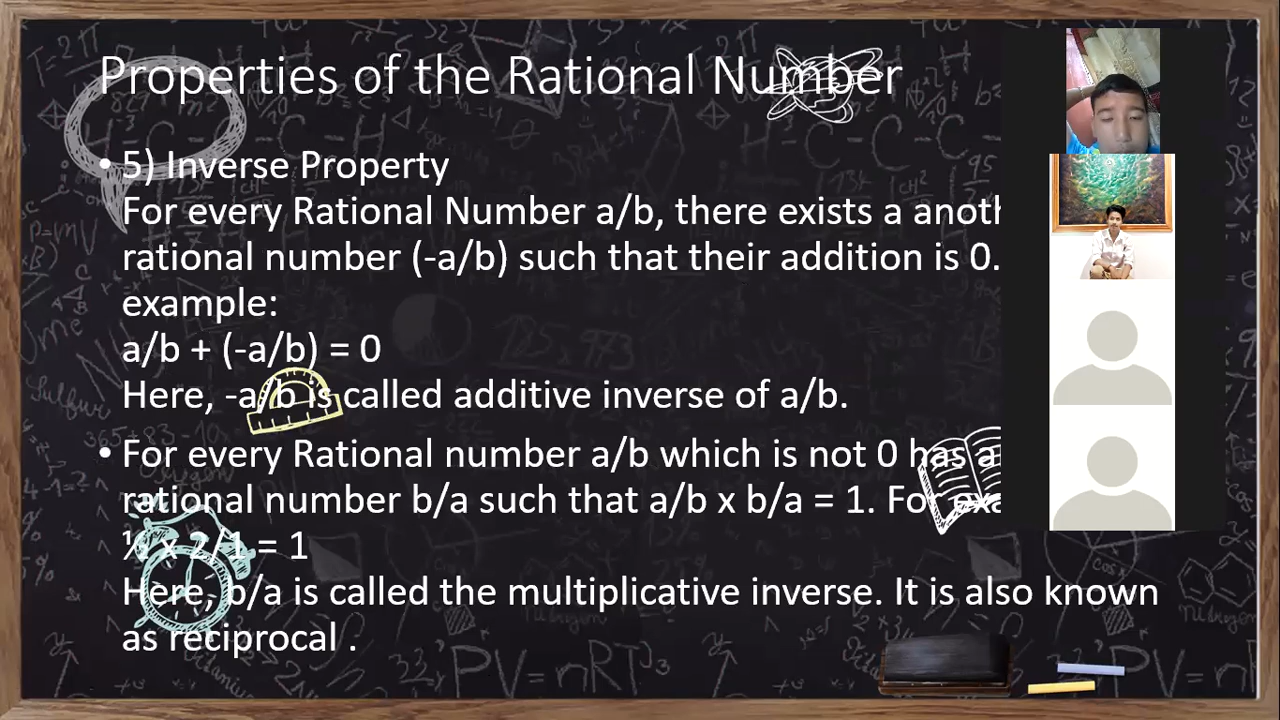 Properties of the Rational Number
• 5) Inverse Property
For every Rational Number a/b, there exists a anoth
rational number (-a/b) such that their addition is 0.
example:
a/b + (-a/b) = 0
Here, -a/b is called additive inverse of a/b.
• For every Rational number a/b which is not 0 has a
rational number b/a such that a/b x b/a = 1. For exa
½ x 2/1 = 1
Here, b/a is called the multiplicative inverse. It is also known
as reciprocal .
PV=nRT